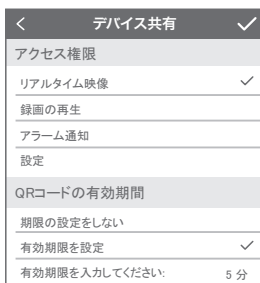 デバイス共有
アクセス権限
リアルタイム映像
録画の再生
アラーム通知
設定
QRコードの有効期間
期限の設定をしない
有効期限を設定
有効期限を入力してください: 5 分